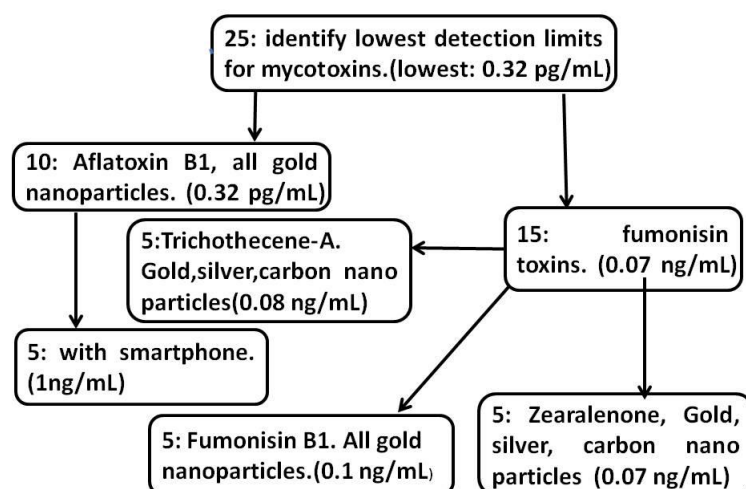 25: identify lowest detection limits
for mycotoxins.(lowest: 0.32 pg/mL)
10: Aflatoxin B1, all gold
nanoparticles. (0.32 pg/mL)
5:Trichothecene-A.
Gold,silver,carbon nano
particles(0.08 ng/mL)
15: fumonisin
toxins. (0.07 ng/mL)
5: with smartphone.
(1ng/mL)
5: Fumonisin B1. All gold
nanoparticles.(0.1 ng/mL)
5: Zearalenone, Gold,
silver, carbon nano
particles (0.07 ng/mL)